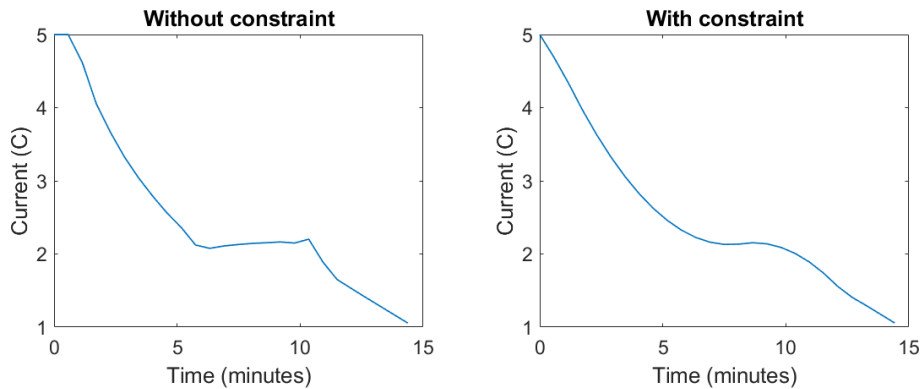 Without constraint
5
4
3
2
1
Current (C)
0 5 10 15
Time (minutes)
With constraint
5
4
3
2
1
Current (C)
0 5 10 15
Time (minutes)